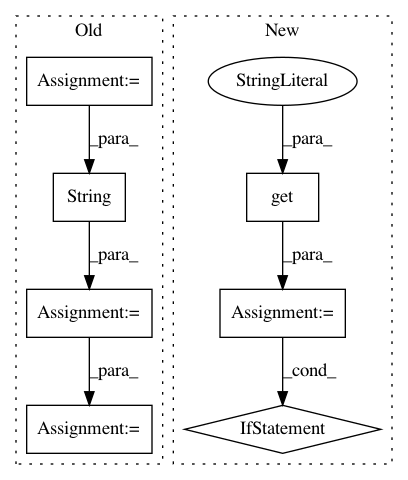 Old
New
Assignment:=
StringLiteral
_para_
_para_
String
get
_para_
_para_
Assignment:=
Assignment:=
_para_
_cond_
Assignment:=
IfStatement